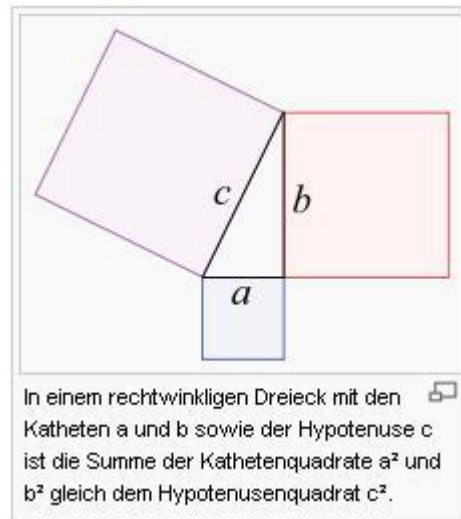 c
b
a
In einem rechtwinkligen Dreieck mit den
Katheten a und b sowie der Hypotenuse c
ist die Summe der Kathetenquadrate a² und
b² gleich dem Hypotenusenquadrat c².